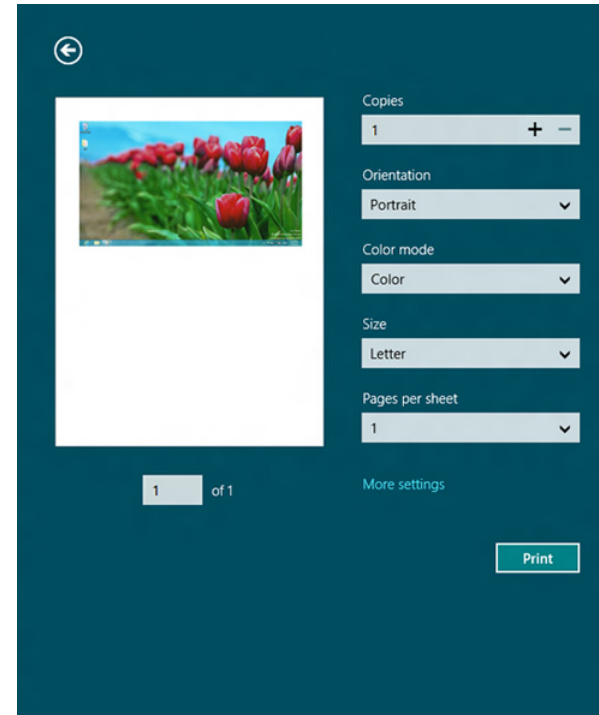 Copies
1
Orientation
Portrait
Color mode
Color
Size
Letter
Pages per sheet
1
1 of 1
More settings
Print